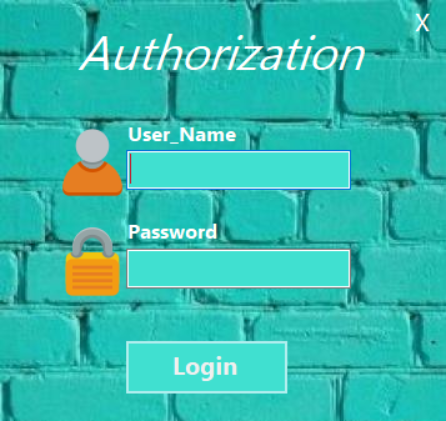 X
Authorization
User_Name
Password
Login